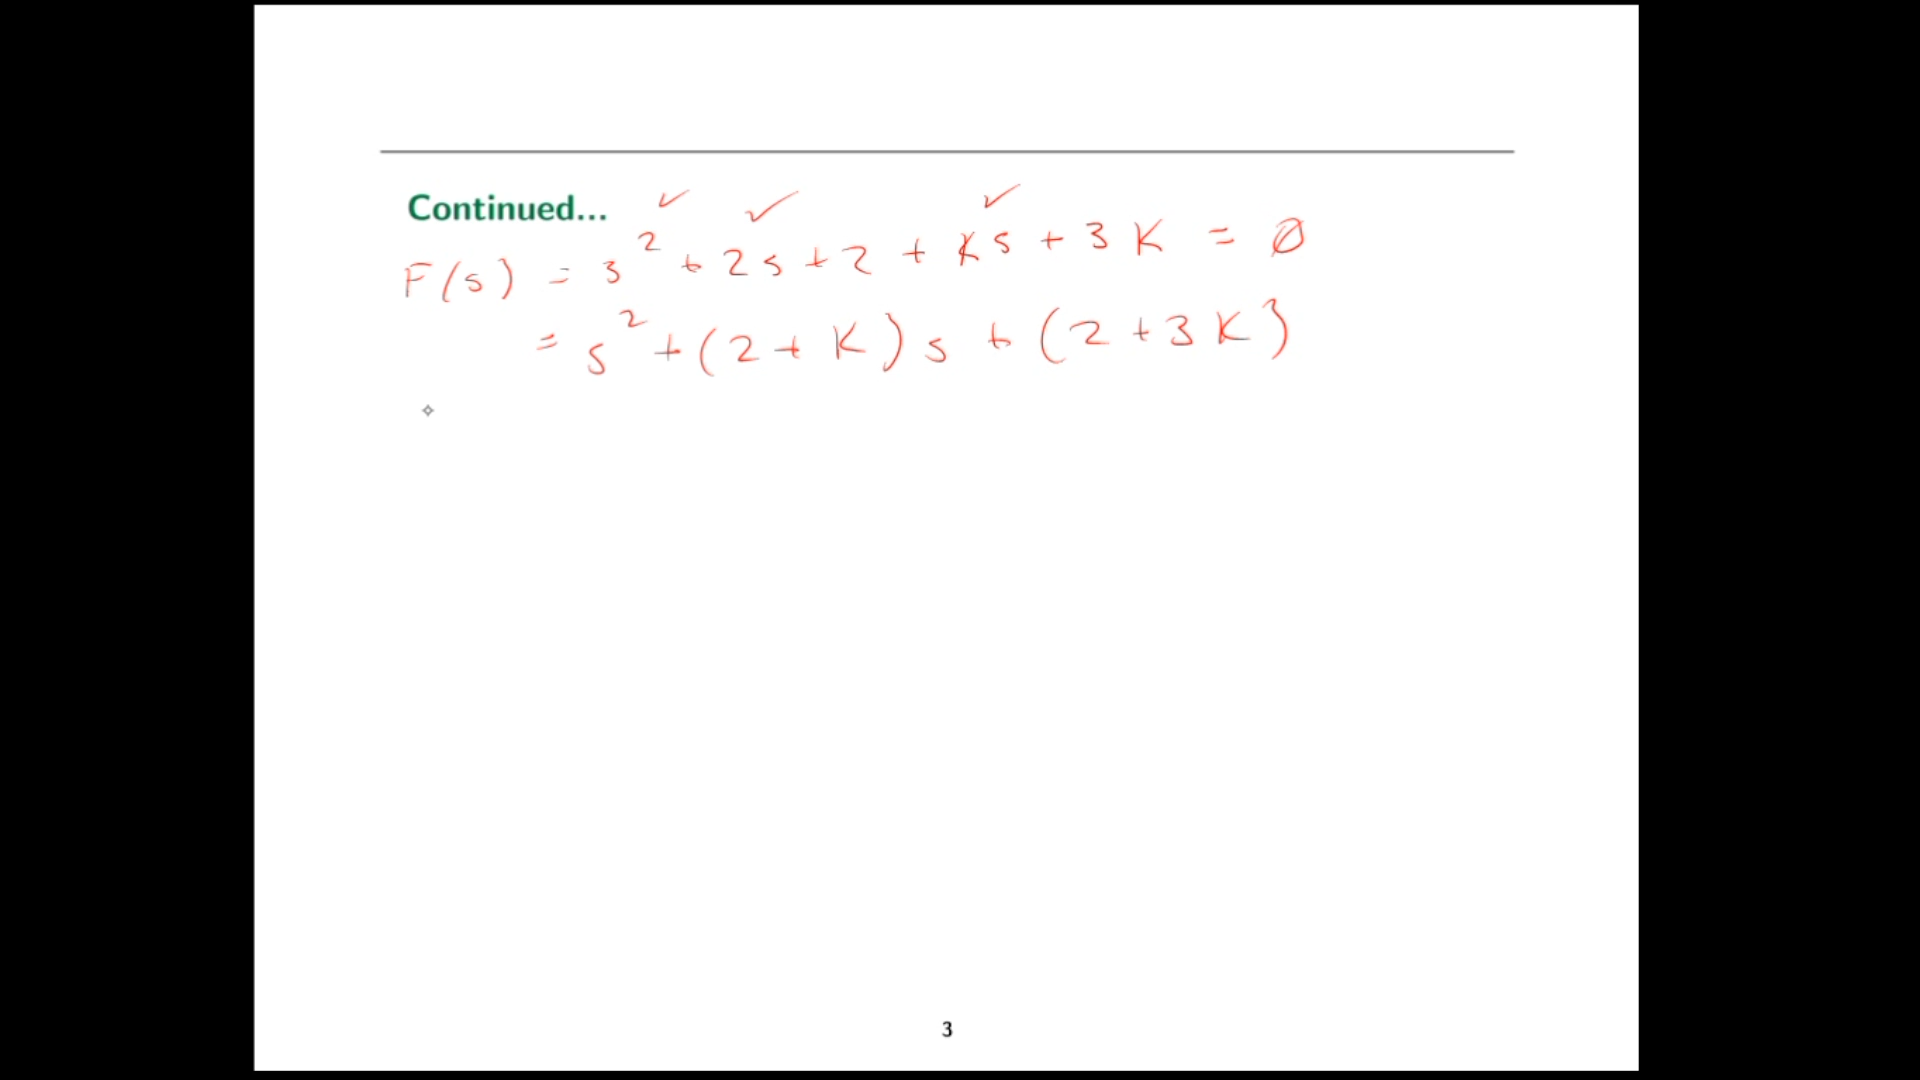 Continued...
F(s) = s² + 2s + 2 + Ks + 3K = 0
= s² + (2 + K)s + (2 + 3K)
3